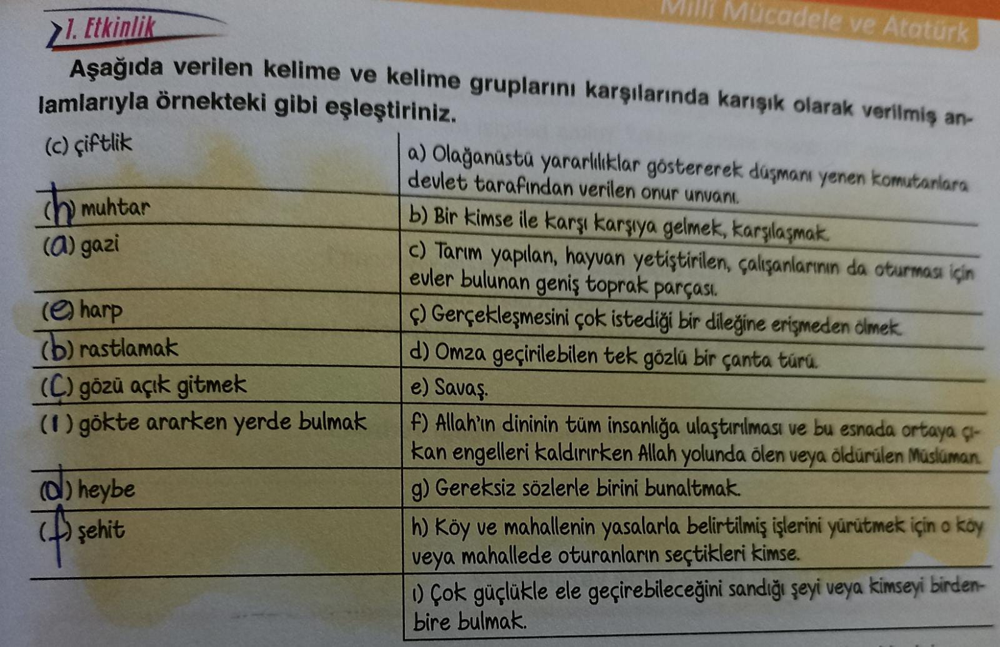 Milli Mücadele ve Atatürk
1. Etkinlik
Aşağıda verilen kelime ve kelime gruplarını karşılarında karışık olarak verilmiş an-
lamlarıyla örnekteki gibi eşleştiriniz.
(c) çiftlik
(h) muhtar
(a) gazi
(e) harp
(b) rastlamak
(Ç) gözü açık gitmek
(ı) gökte ararken yerde bulmak
(d) heybe
(f) şehit
a) Olağanüstü yararlılıklar göstererek düşmanı yenen komutanlara
devlet tarafından verilen onur unvanı.
b) Bir kimse ile karşı karşıya gelmek, karşılaşmak.
c) Tarım yapılan, hayvan yetiştirilen, çalışanlarının da oturması için
evler bulunan geniş toprak parçası.
ç) Gerçekleşmesini çok istediği bir dileğine erişmeden ölmek.
d) Omza geçirilebilen tek gözlü bir çanta türü.
e) Savaş.
f) Allah'ın dininin tüm insanlığa ulaştırılması ve bu esnada ortaya çı-
kan engelleri kaldırırken Allah yolunda ölen veya öldürülen Müslüman.
g) Gereksiz sözlerle birini bunaltmak.
h) Köy ve mahallenin yasalarla belirtilmiş işlerini yürütmek için o köy
veya mahallede oturanların seçtikleri kimse.
ı) Çok güçlükle ele geçirebileceğini sandığı şeyi veya kimseyi birden-
bire bulmak.